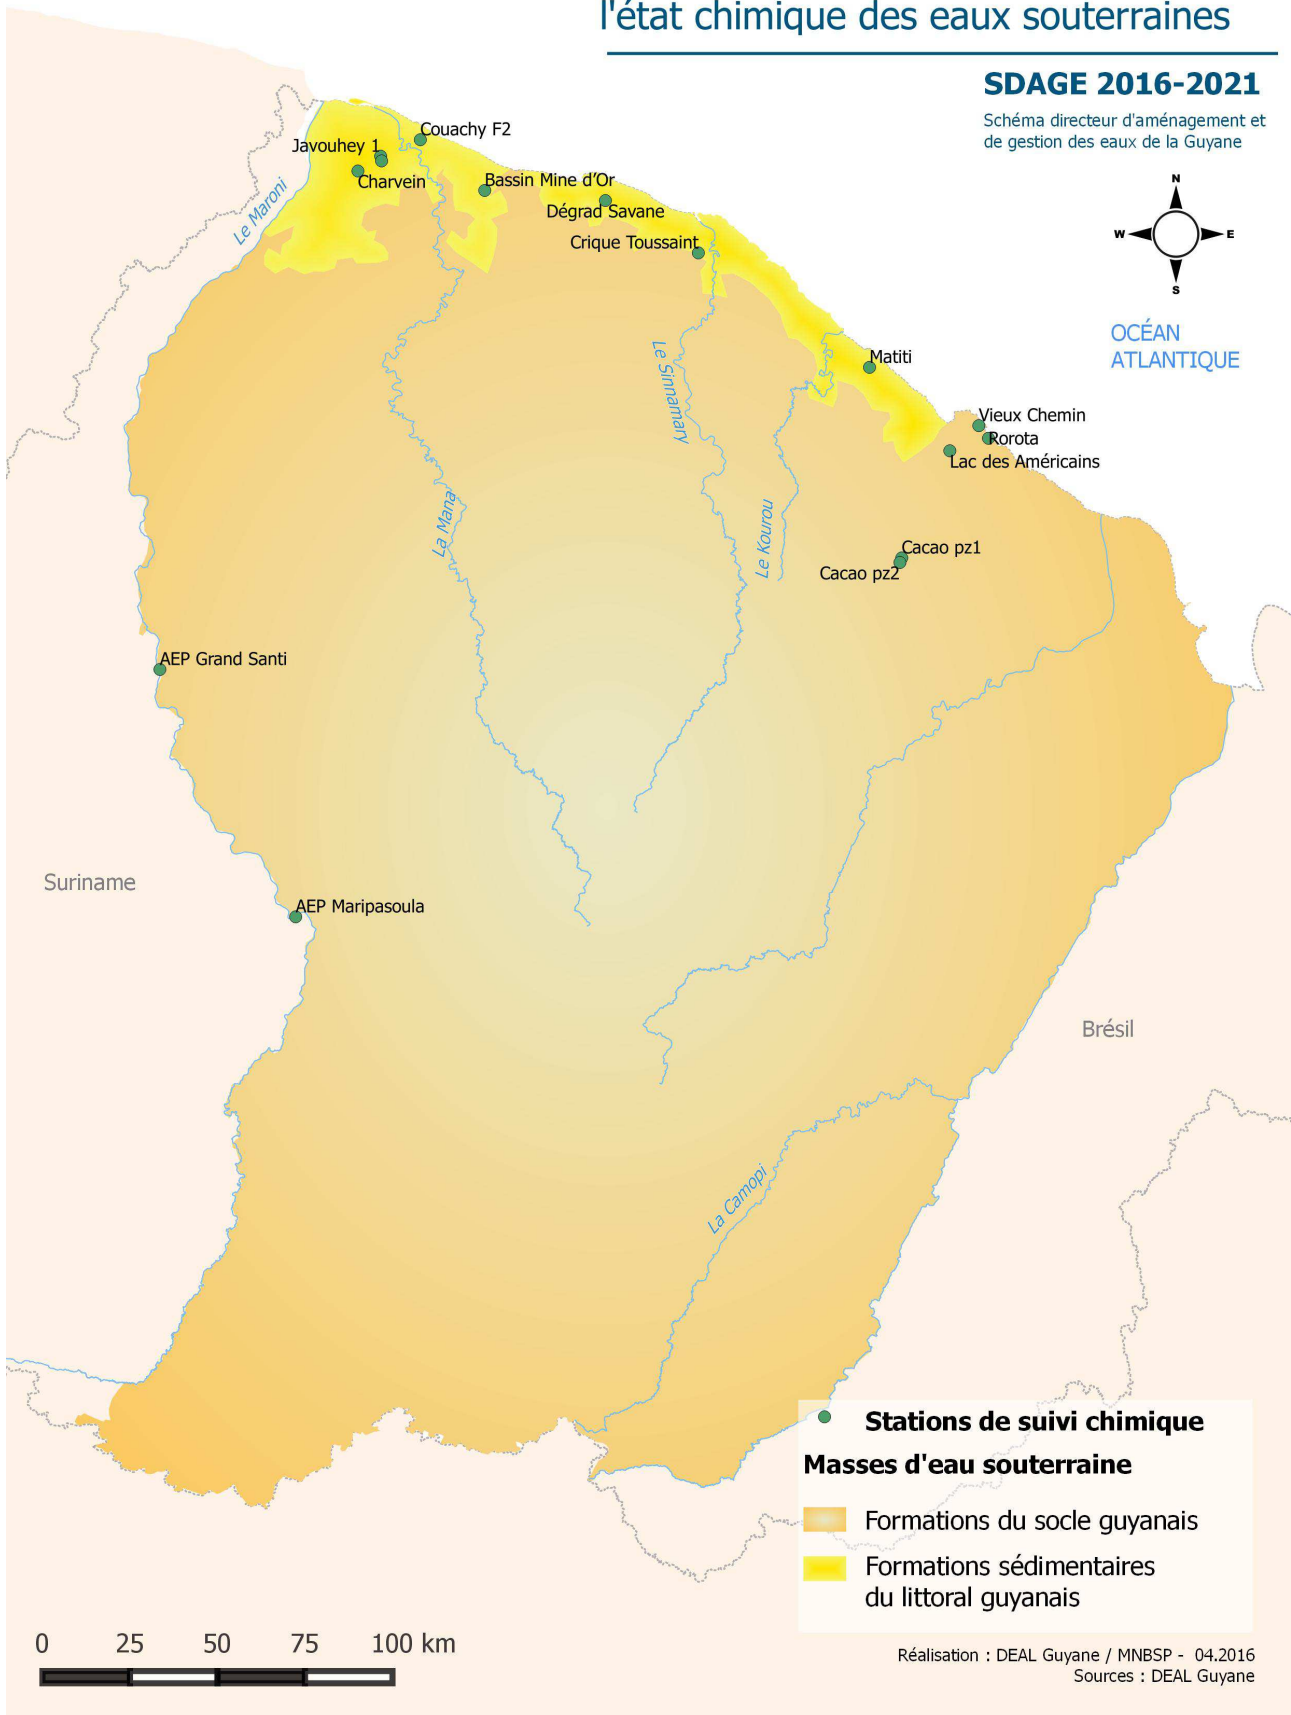 l'état chimique des eaux souterraines
SDAGE 2016-2021
Schéma directeur d'aménagement et
de gestion des eaux de la Guyane
N
W
E
S
OCÉAN
ATLANTIQUE
Couachy F2
Javouhey 1
Charvein
Bassin Mine d'Or
Dégrad Savane
Crique Toussaint
Le Maroni
Le Sinnamary
Matiti
Vieux Chemin
Rorota
Lac des Américains
La Mana
Le Kourou
Cacao pz1
Cacao pz2
AEP Grand Santi
Suriname
AEP Maripasoula
Brésil
La Camopi
Stations de suivi chimique
Masses d'eau souterraine
Formations du socle guyanais
Formations sédimentaires
du littoral guyanais
0 25 50 75 100 km
Réalisation : DEAL Guyane / MNBSP - 04.2016
Sources : DEAL Guyane